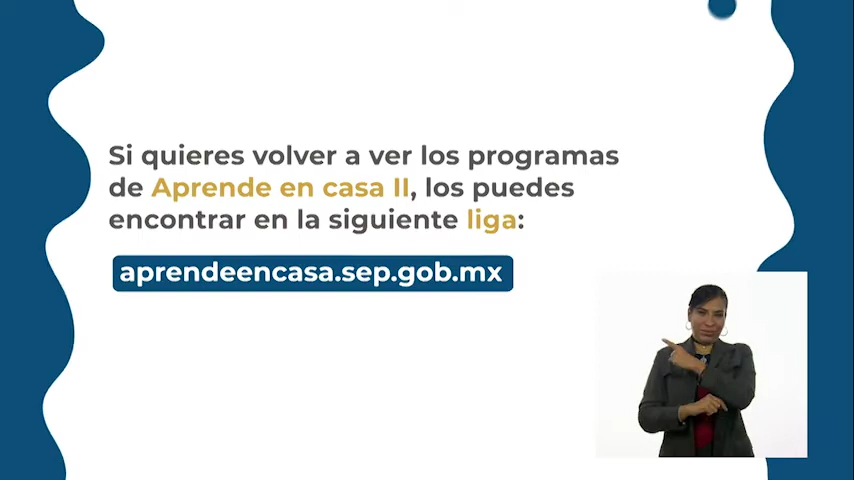 Si quieres volver a ver los programas
de Aprende en casa II, los puedes
encontrar en la siguiente liga:
aprendeencasa.sep.gob.mx